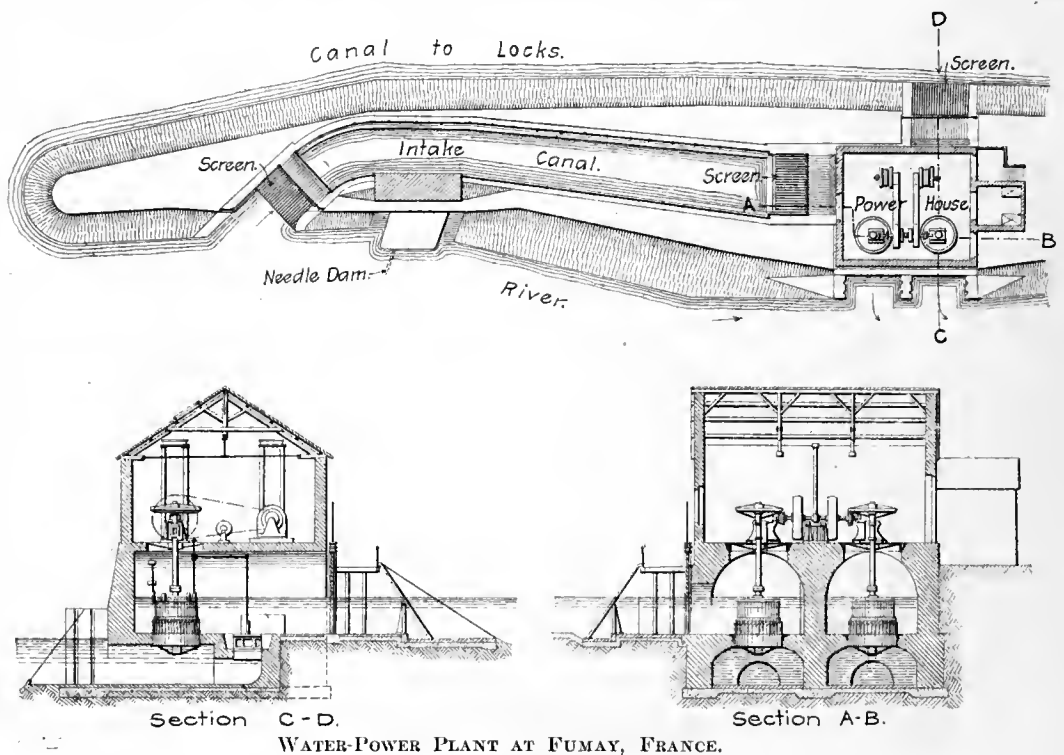 Canal to Locks.
D
Screen.
Screen.
Intake Canal.
Screen
A
Power House
B
Needle Dam
River.
C
Section C-D.
Section A-B.
WATER-POWER PLANT AT FUMAY, FRANCE.